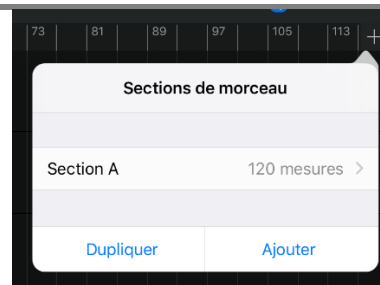 73 81 89 97 105 113 +
Sections de morceau
Section A 120 mesures >
Dupliquer Ajouter